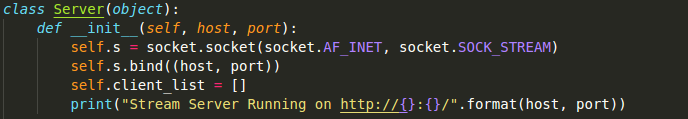 class Server(object):
    def __init__(self, host, port):
        self.s = socket.socket(socket.AF_INET, socket.SOCK_STREAM)
        self.s.bind((host, port))
        self.client_list = []
        print("Stream Server Running on http://{}:{}/".format(host, port))